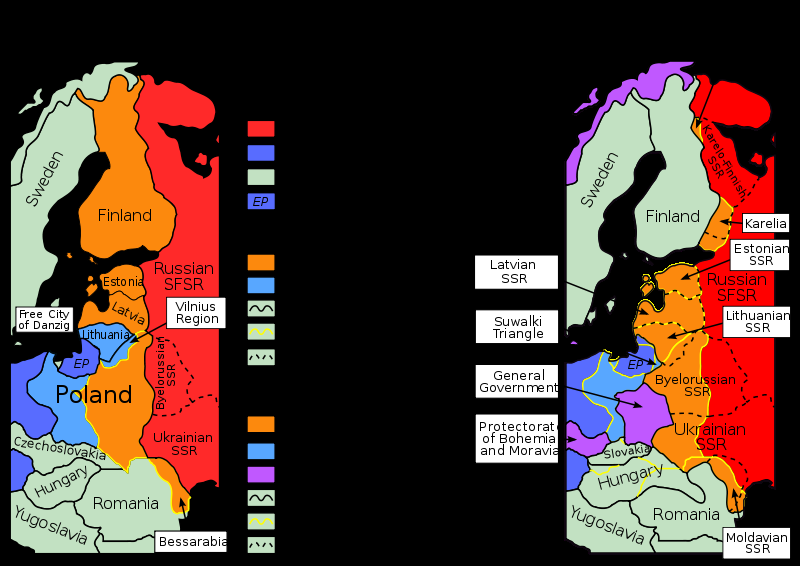 Sweden
Finland
Russian
SFSR
Estonia
Latvia
Lithuania
Free City
of Danzig
Vilnius
Region
EP
Poland
Byelorussian
SSR
Ukrainian
SSR
Czechoslovakia
Hungary
Romania
Yugoslavia
Bessarabia
EP
Sweden
Finland
Karelo-Finnish
SSR
Karelia
Estonian
SSR
Russian
SFSR
Latvian
SSR
Lithuanian
SSR
Suwalki
Triangle
EP
Byelorussian
SSR
General
Government
Protectorate
of Bohemia
and Moravia
Ukrainian
SSR
Slovakia
Hungary
Romania
Yugoslavia
Moldavian
SSR